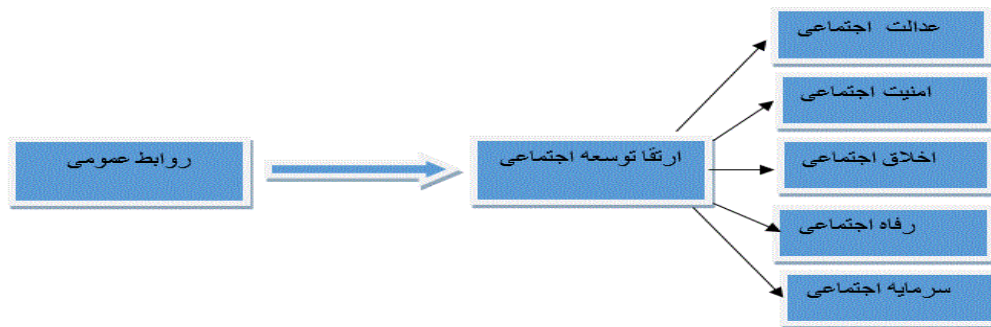 روابط عمومی
ارتقا توسعه اجتماعی
عدالت اجتماعی
امنیت اجتماعی
اخلاق اجتماعی
رفاه اجتماعی
سرمایه اجتماعی